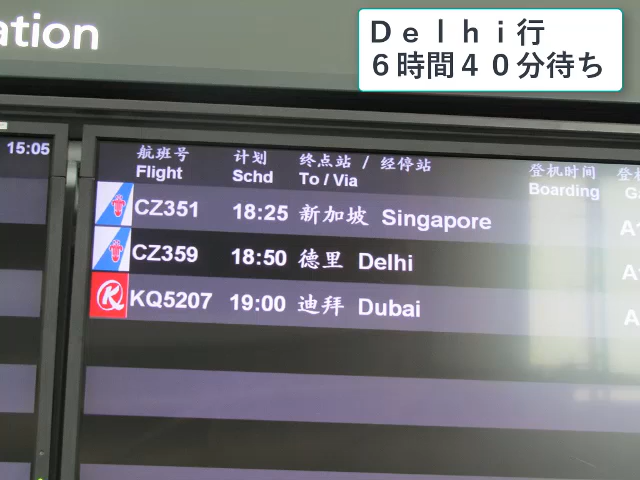 ation
Ｄｅｌｈｉ行
６時間４０分待ち
15:05
航班号 计划 终点站 / 经停站 登机时间
Flight Schd To / Via Boarding
CZ351 18:25 新加坡 Singapore
CZ359 18:50 德里 Delhi
KQ5207 19:00 迪拜 Dubai